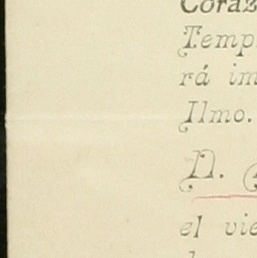 Coraz
Temp
rá im
Ilmo.
D.
el vie